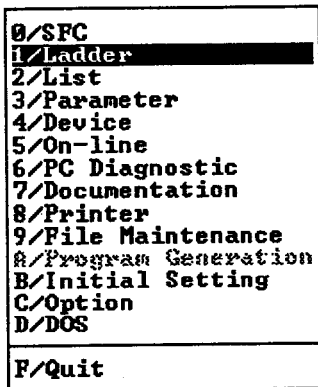 0/SFC
1/Ladder
2/List
3/Parameter
4/Device
5/On-line
6/PC Diagnostic
7/Documentation
8/Printer
9/File Maintenance
A/Program Generation
B/Initial Setting
C/Option
D/DOS
F/Quit